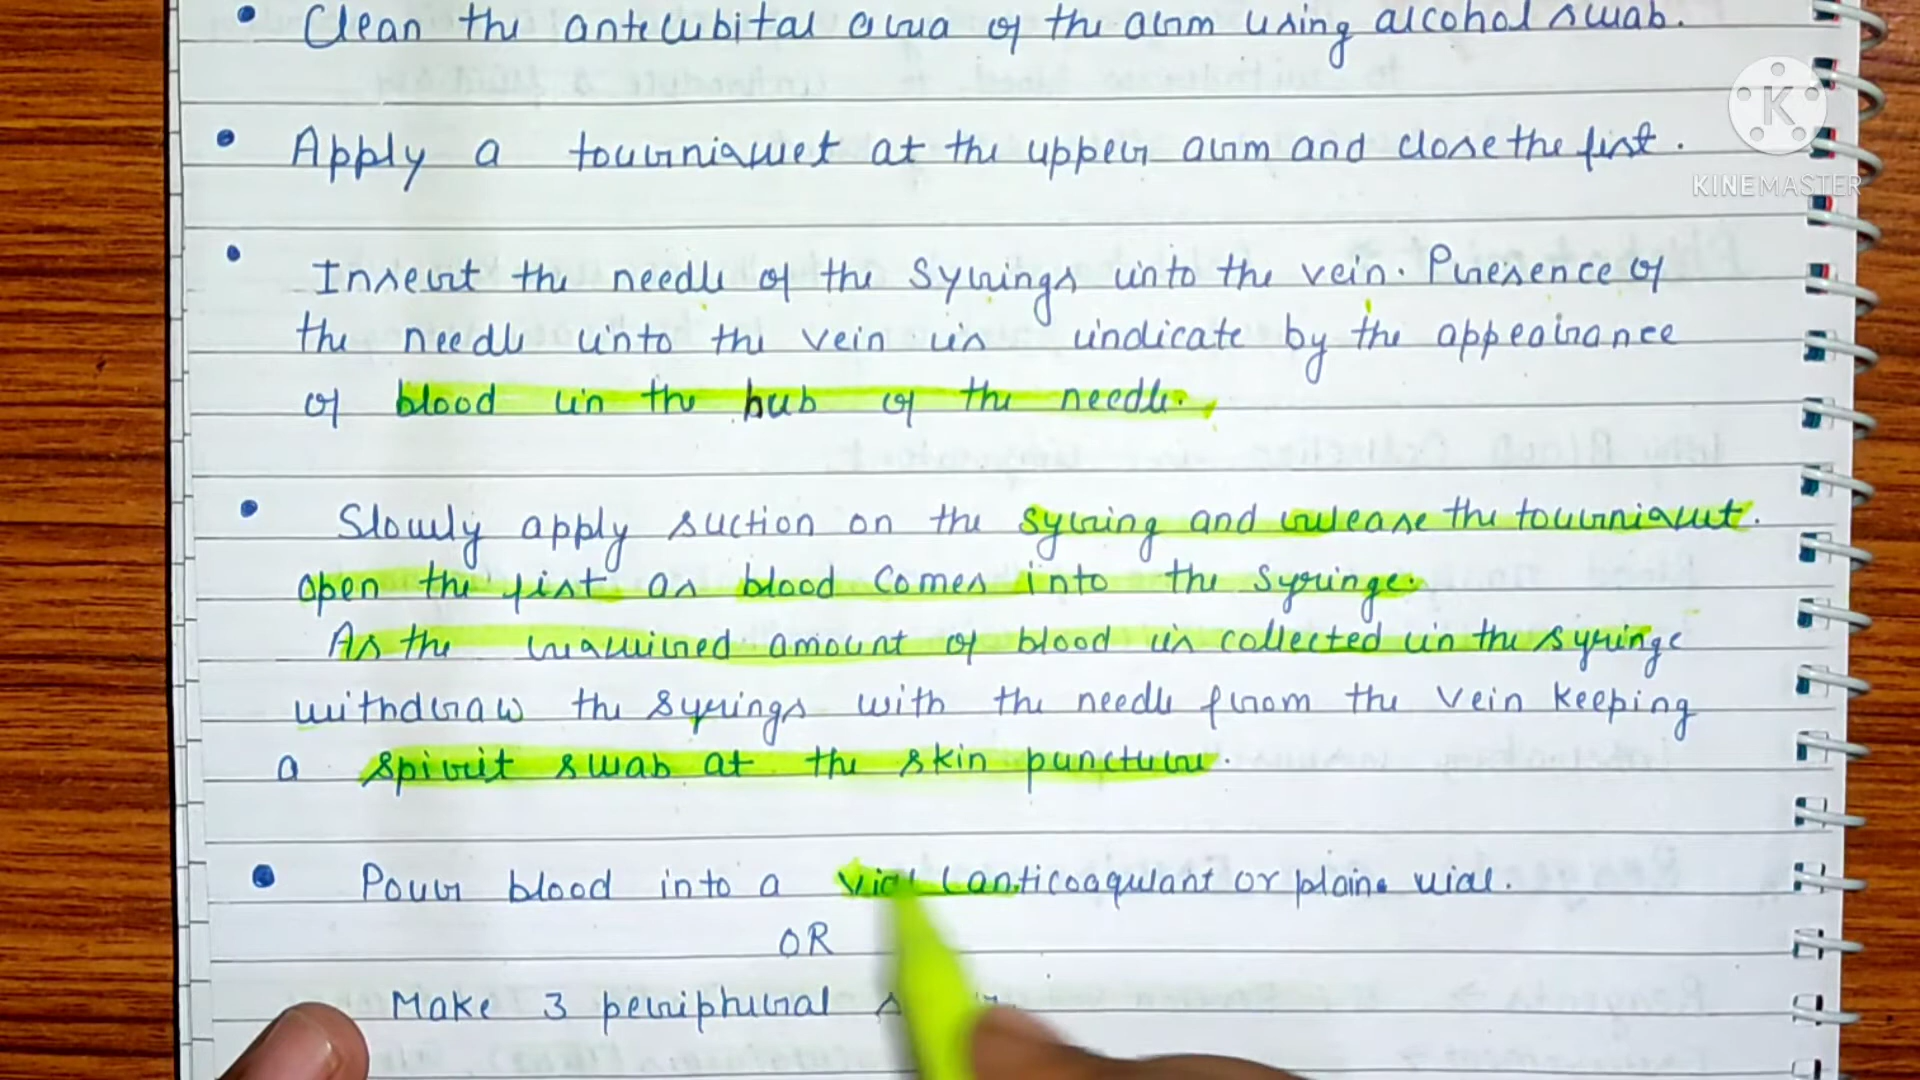 • Clean the antecubital area of the arm using alcohol swab.
• Apply a tourniquet at the upper arm and close the fist.
KINEMASTER
• Insert the needle of the Syrings into the vein. Presence of
the needle into the vein is indicate by the appearance
of blood in the hub of the needle.
• Slowly apply suction on the syring and release the tourniquet.
open the fist as blood comes into the syringe.
As the required amount of blood is collected in the syringe
withdraw the syrings with the needle from the vein keeping
a spirit swab at the skin puncture.
• Pour blood into a vial (anticoagulant or plain vial.
OR
Make 3 peripheral